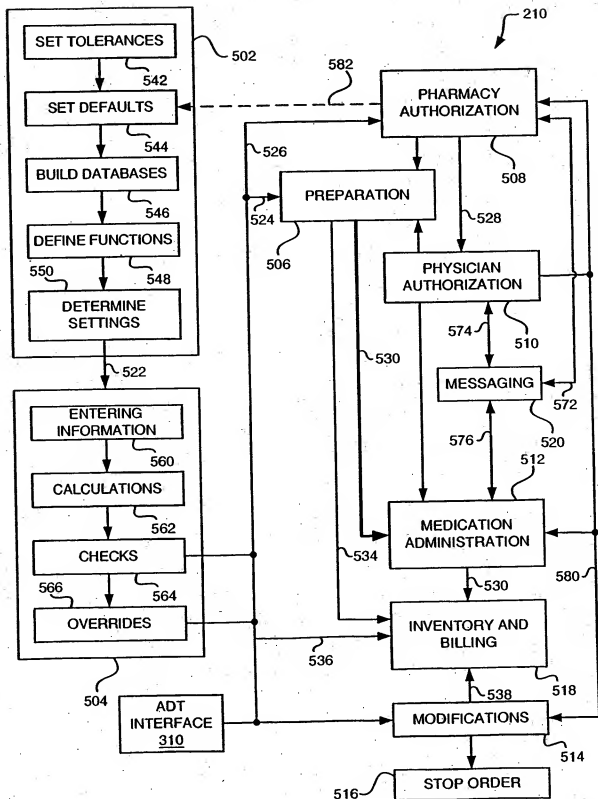 210
SET TOLERANCES
502
542
582
SET DEFAULTS
544
PHARMACY
AUTHORIZATION
508
526
BUILD DATABASES
546
PREPARATION
524
506
528
DEFINE FUNCTIONS
548
550
DETERMINE
SETTINGS
PHYSICIAN
AUTHORIZATION
510
522
530
574
MESSAGING
520
572
ENTERING
INFORMATION
560
576
512
CALCULATIONS
562
MEDICATION
ADMINISTRATION
CHECKS
564
534
530
580
566
OVERRIDES
504
536
INVENTORY AND
BILLING
518
538
ADT
INTERFACE
310
MODIFICATIONS
514
516
STOP ORDER